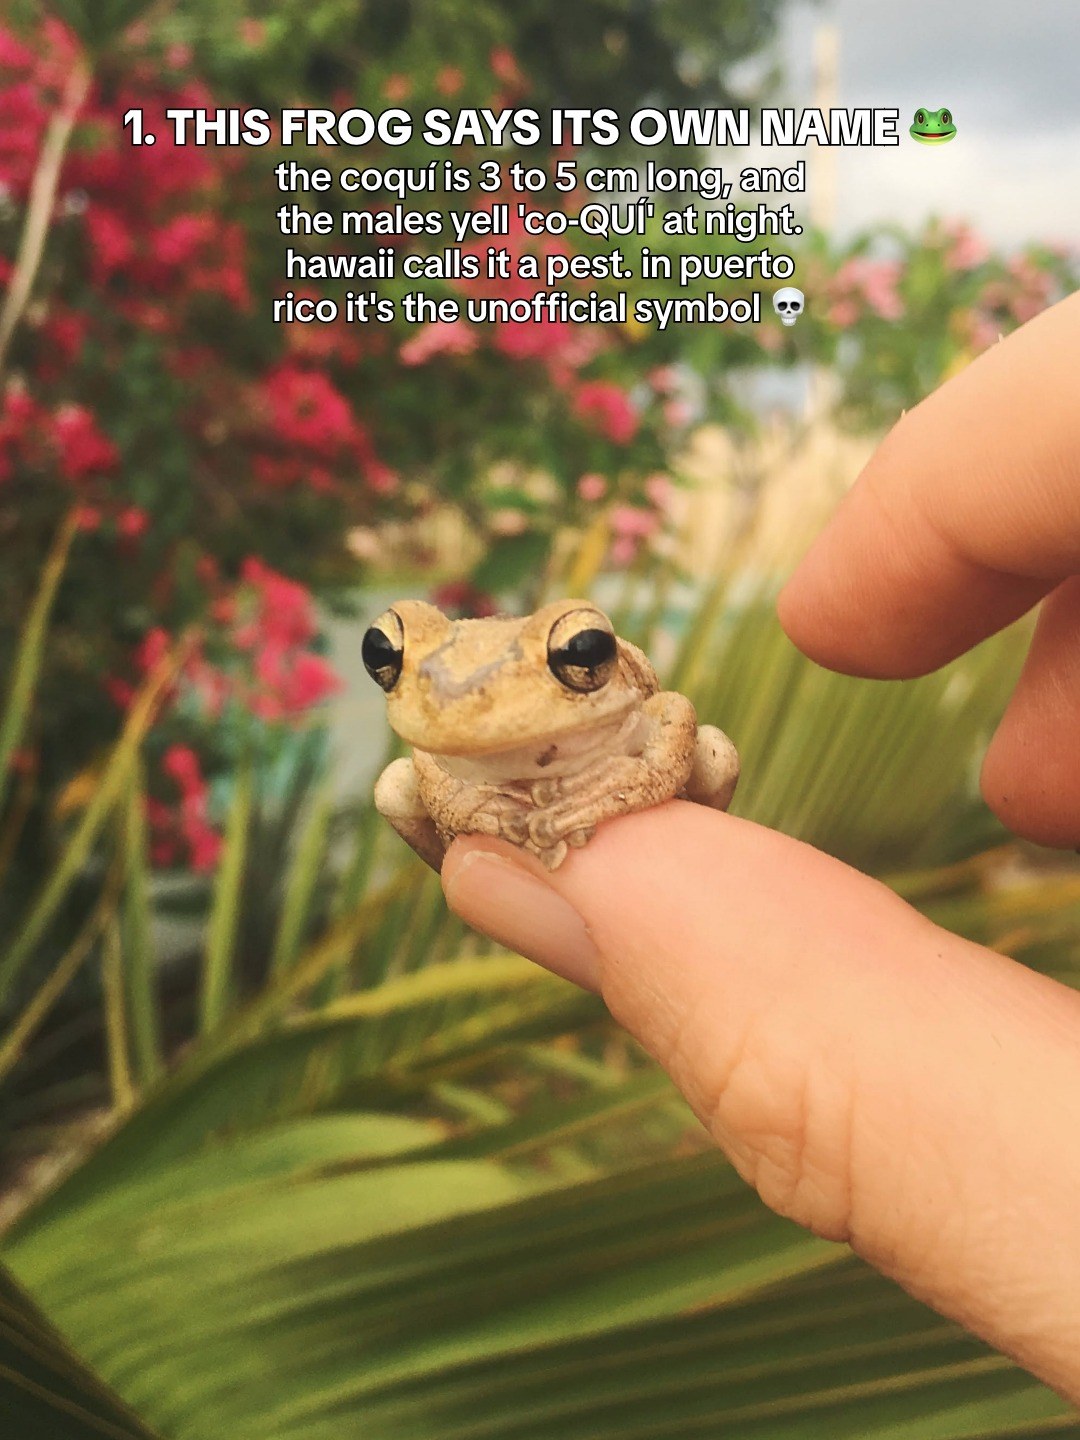 1. THIS FROG SAYS ITS OWN NAME 🐸
the coquí is 3 to 5 cm long, and
the males yell 'co-QUÍ' at night.
hawaii calls it a pest. in puerto
rico it's the unofficial symbol 💀